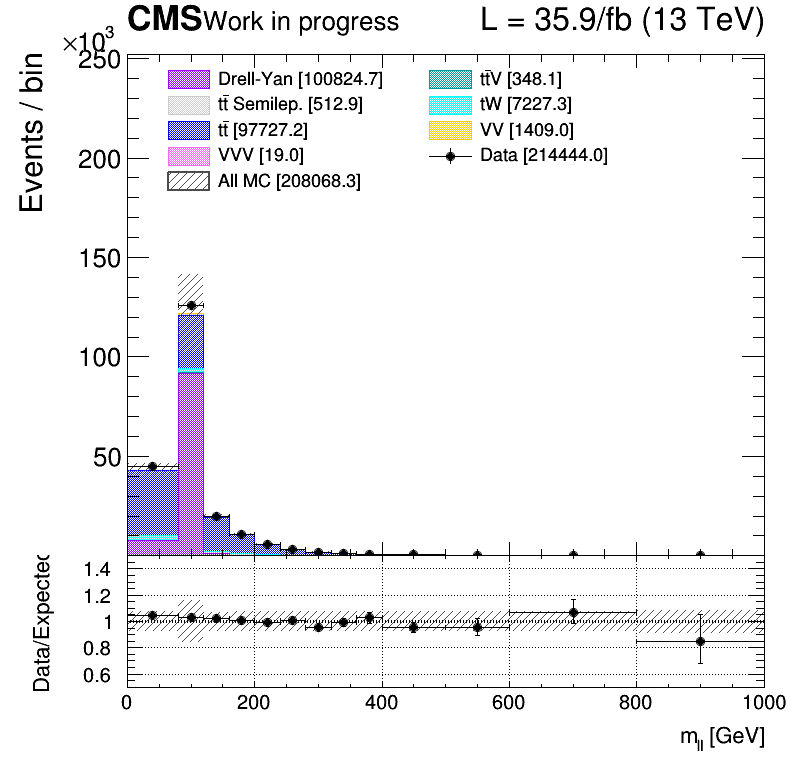 CMS Work in progress L = 35.9/fb (13 TeV)
×10³
Events / bin
250
200
150
100
50
Drell-Yan [100824.7]
tt̄ Semilep. [512.9]
tt̄ [97727.2]
VVV [19.0]
All MC [208068.3]
tt̄V [348.1]
tW [7227.3]
VV [1409.0]
Data [214444.0]
Data/Expected
1.4
1.2
1
0.8
0.6
0 200 400 600 800 1000
m_ll [GeV]